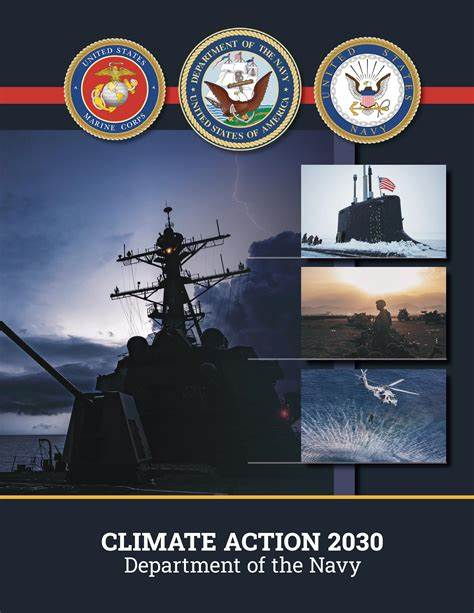 UNITED STATES
MARINE CORPS
DEPARTMENT OF THE NAVY
UNITED STATES OF AMERICA
UNITED STATES
NAVY
CLIMATE ACTION 2030
Department of the Navy